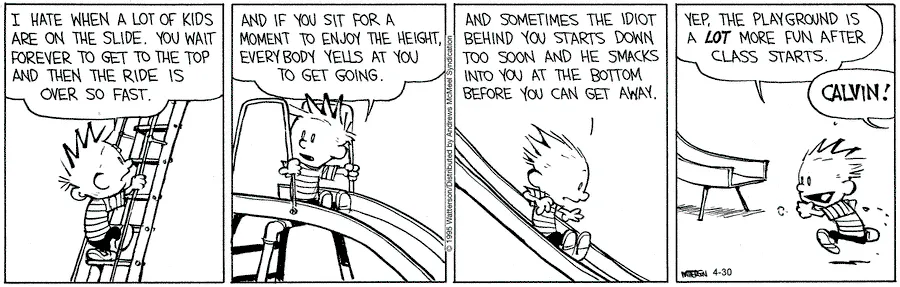 I HATE WHEN A LOT OF KIDS
ARE ON THE SLIDE. YOU WAIT
FOREVER TO GET TO THE TOP
AND THEN THE RIDE IS
OVER SO FAST.
AND IF YOU SIT FOR A
MOMENT TO ENJOY THE HEIGHT,
EVERYBODY YELLS AT YOU
TO GET GOING.
© 1995 Watterson/Distributed by Andrews McMeel Syndication
AND SOMETIMES THE IDIOT
BEHIND YOU STARTS DOWN
TOO SOON AND HE SMACKS
INTO YOU AT THE BOTTOM
BEFORE YOU CAN GET AWAY.
YEP, THE PLAYGROUND IS
A LOT MORE FUN AFTER
CLASS STARTS.
CALVIN!
WATTERSON 4-30